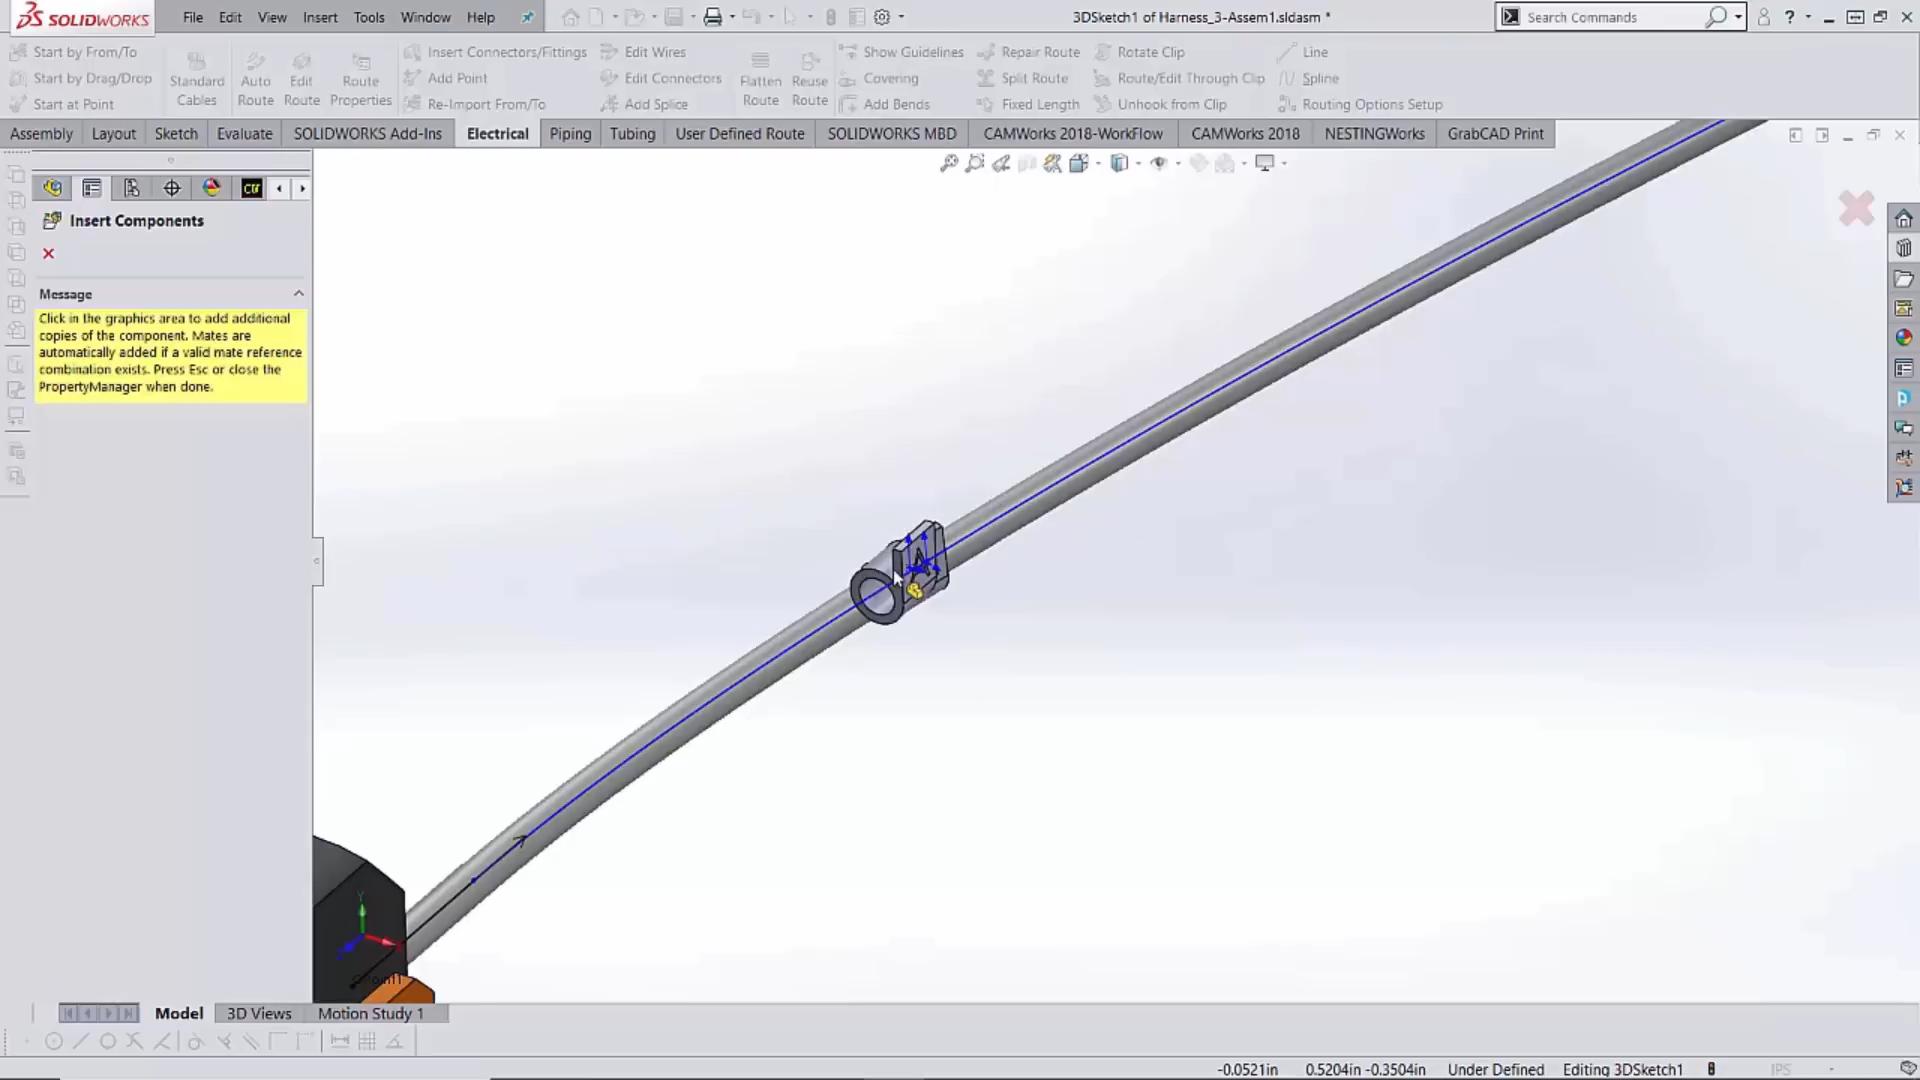 SOLIDWORKS File Edit View Insert Tools Window Help 3DSketch1 of Harness_3-Assem1.sldasm * Search Commands ?
Start by From/To
Start by Drag/Drop
Start at Point
Standard Cables
Auto Route
Edit Route
Route Properties
Insert Connectors/Fittings
Add Point
Re-Import From/To
Edit Wires
Edit Connectors
Add Splice
Flatten Route
Reuse Route
Show Guidelines
Covering
Add Bends
Repair Route
Split Route
Fixed Length
Rotate Clip
Route/Edit Through Clip
Unhook from Clip
Line
Spline
Routing Options Setup
Assembly Layout Sketch Evaluate SOLIDWORKS Add-Ins Electrical Piping Tubing User Defined Route SOLIDWORKS MBD CAMWorks 2018-WorkFlow CAMWorks 2018 NESTINGWorks GrabCAD Print
Insert Components
Message
Click in the graphics area to add additional
copies of the component. Mates are
automatically added if a valid mate reference
combination exists. Press Esc or close the
PropertyManager when done.
A
Y
Model 3D Views Motion Study 1
-0.0521in 0.5204in -0.3504in Under Defined Editing 3DSketch1 IPS -